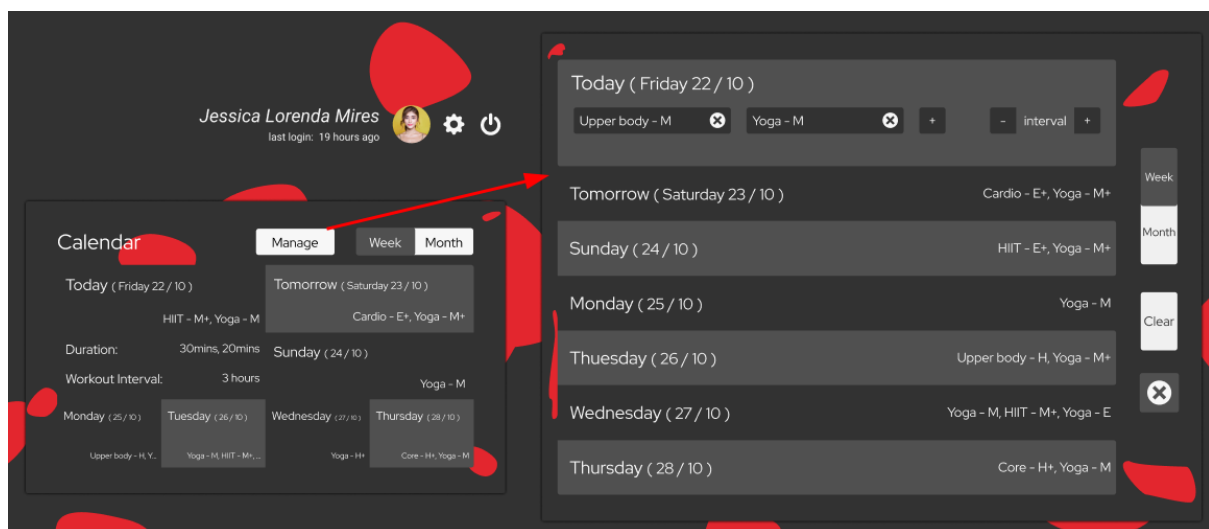 Jessica Lorenda Mires
last login: 19 hours ago
Calendar
Manage
Week
Month
Today ( Friday 22 / 10 )
HIIT - M+, Yoga - M
Duration: 30mins, 20mins
Workout Interval: 3 hours
Tomorrow ( Saturday 23 / 10 )
Cardio - E+, Yoga - M+
Sunday ( 24 / 10 )
Yoga - M
Monday ( 25 / 10 )
Upper body - H, Y...
Tuesday ( 26 / 10 )
Yoga - M, HIIT - M+, ...
Wednesday ( 27 / 10 )
Yoga - H+
Thursday ( 28 / 10 )
Core - H+, Yoga - M
Today ( Friday 22 / 10 )
Upper body - M
Yoga - M
+
- interval +
Tomorrow ( Saturday 23 / 10 ) Cardio - E+, Yoga - M+
Sunday ( 24 / 10 ) HIIT - E+, Yoga - M+
Monday ( 25 / 10 ) Yoga - M
Thuesday ( 26 / 10 ) Upper body - H, Yoga - M+
Wednesday ( 27 / 10 ) Yoga - M, HIIT - M+, Yoga - E
Thursday ( 28 / 10 ) Core - H+, Yoga - M
Week
Month
Clear